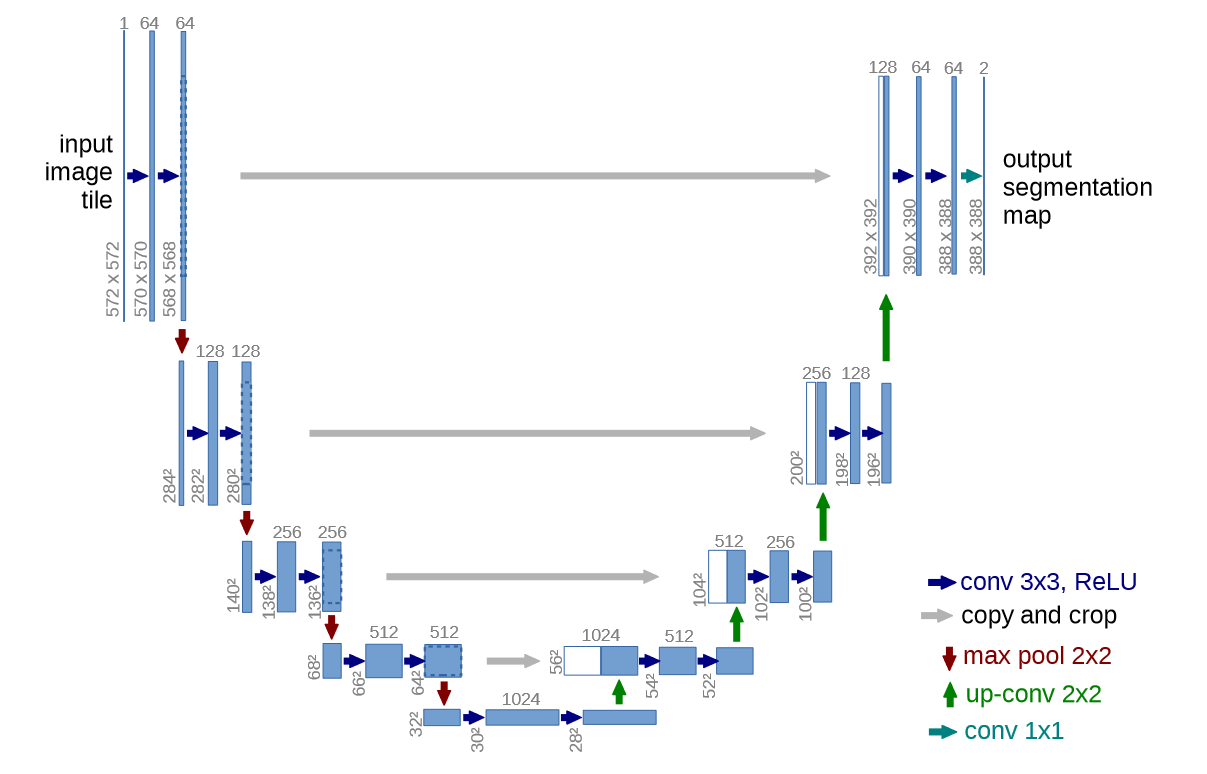 1 64 64
input
image
tile
572 x 572
570 x 570
568 x 568
128 64 64 2
output
segmentation
map
392 x 392
390 x 390
388 x 388
388 x 388
128 128
284²
282²
280²
256 128
200²
198²
196²
256 256
140²
138²
136²
512 256
104²
102²
100²
512 512
68²
66²
64²
1024 512
56²
54²
52²
1024
32²
30²
28²
conv 3x3, ReLU
copy and crop
max pool 2x2
up-conv 2x2
conv 1x1